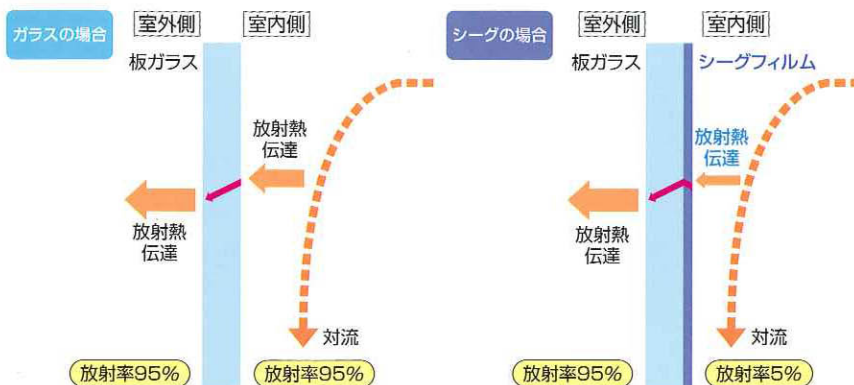 ガラスの場合
室外側
室内側
板ガラス
放射熱
伝達
放射熱
伝達
対流
放射率95%
放射率95%
シーグの場合
室外側
室内側
板ガラス
シーグフィルム
放射熱
伝達
放射熱
伝達
対流
放射率95%
放射率5%